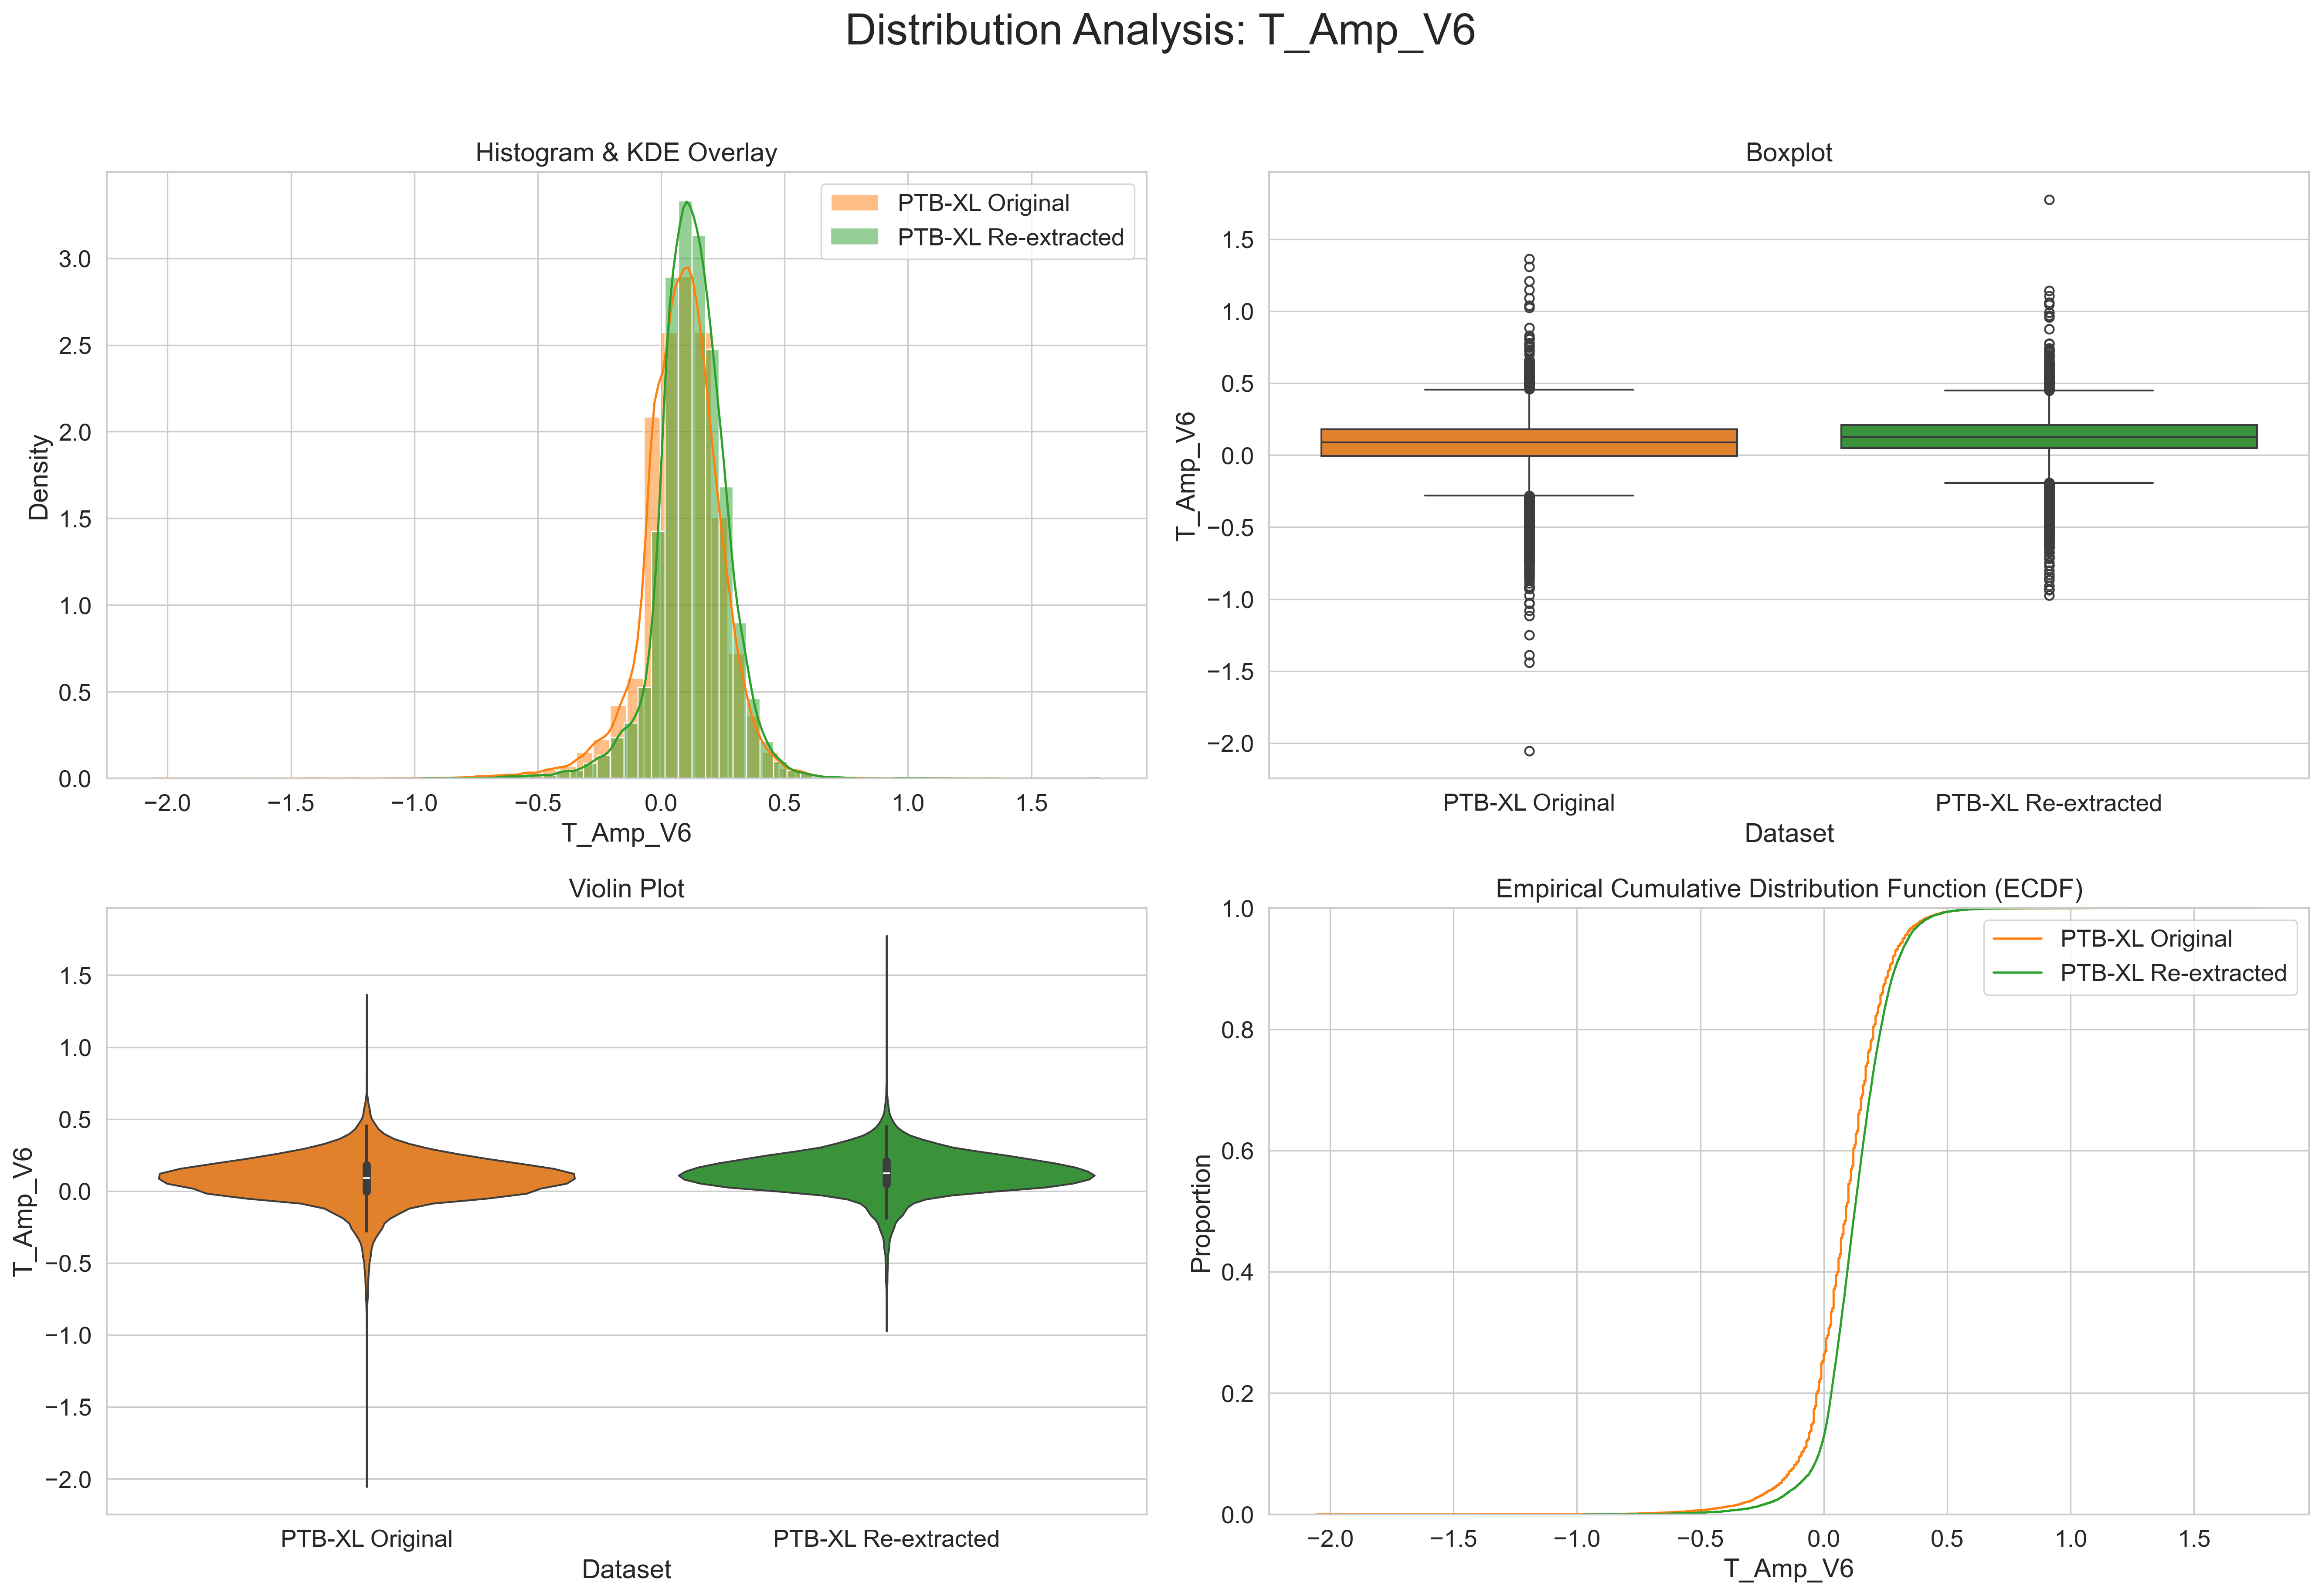 Distribution Analysis: T_Amp_V6
Histogram & KDE Overlay
PTB-XL Original
PTB-XL Re-extracted
Density
3.0
2.5
2.0
1.5
1.0
0.5
0.0
−2.0 −1.5 −1.0 −0.5 0.0 0.5 1.0 1.5
T_Amp_V6
Boxplot
T_Amp_V6
1.5
1.0
0.5
0.0
−0.5
−1.0
−1.5
−2.0
PTB-XL Original PTB-XL Re-extracted
Dataset
Violin Plot
T_Amp_V6
1.5
1.0
0.5
0.0
−0.5
−1.0
−1.5
−2.0
PTB-XL Original PTB-XL Re-extracted
Dataset
Empirical Cumulative Distribution Function (ECDF)
PTB-XL Original
PTB-XL Re-extracted
Proportion
1.0
0.8
0.6
0.4
0.2
0.0
−2.0 −1.5 −1.0 −0.5 0.0 0.5 1.0 1.5
T_Amp_V6